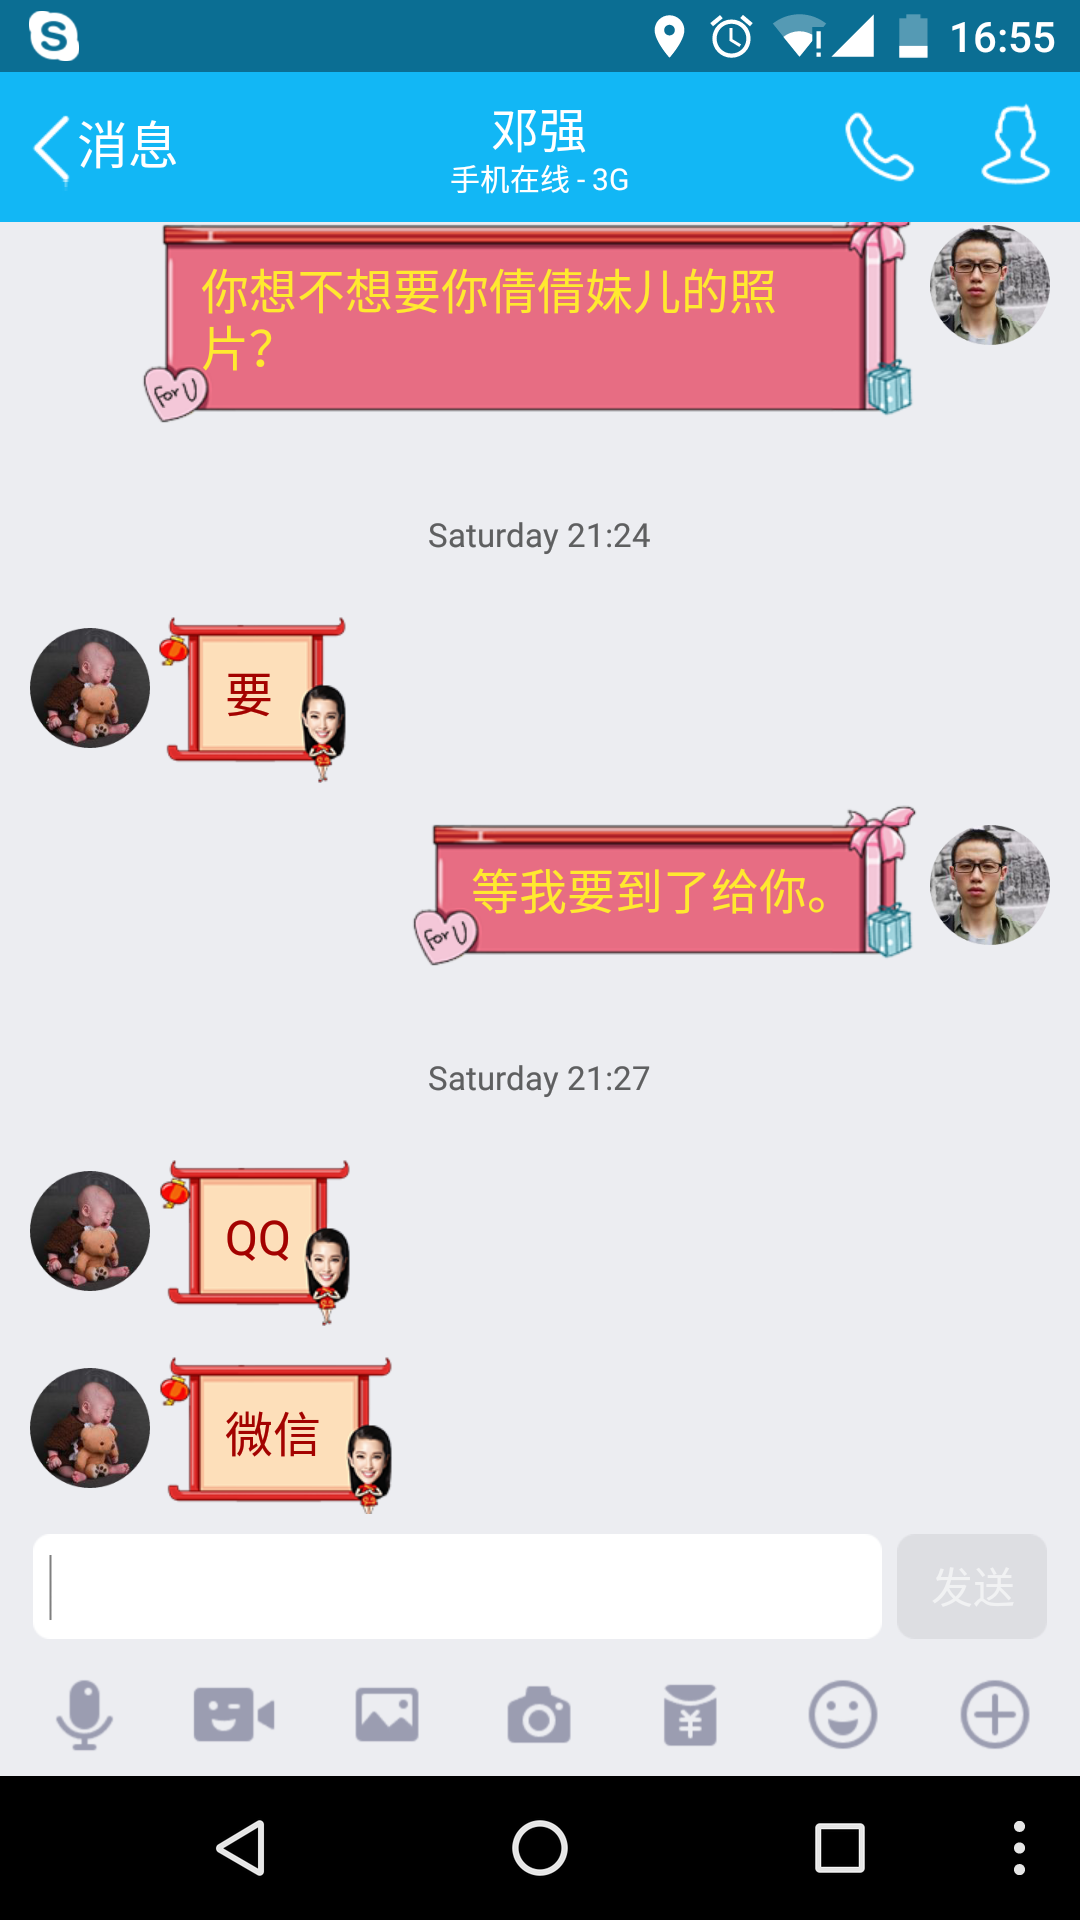 16:55
消息
邓强
手机在线 - 3G
你想不想要你倩倩妹儿的照
片？
for U
Saturday 21:24
要
等我要到了给你。
for U
Saturday 21:27
QQ
微信
发送